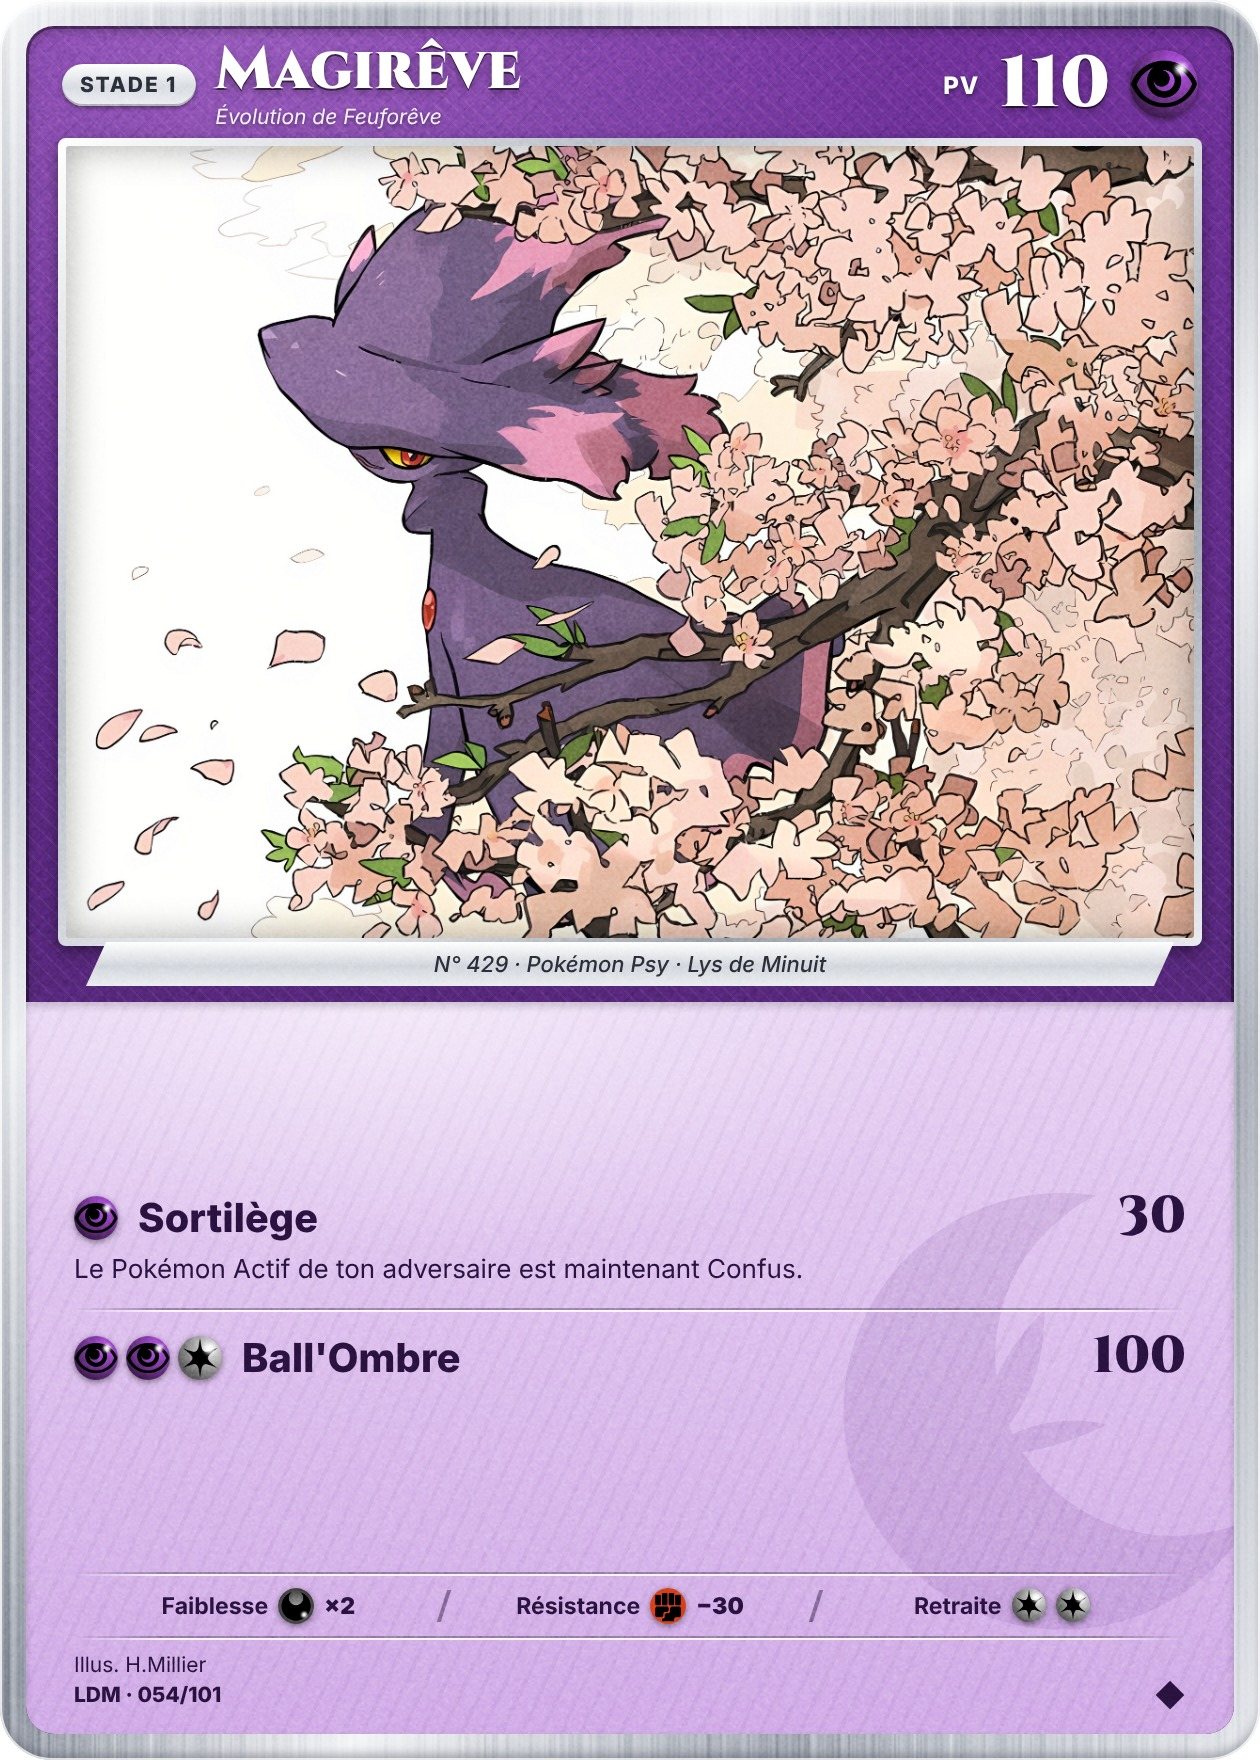 STADE 1
MAGIRÊVE
PV 110
Évolution de Feuforêve
N° 429 · Pokémon Psy · Lys de Minuit
Sortilège 30
Le Pokémon Actif de ton adversaire est maintenant Confus.
Ball'Ombre 100
Faiblesse ×2 / Résistance −30 / Retraite
Illus. H.Millier
LDM · 054/101